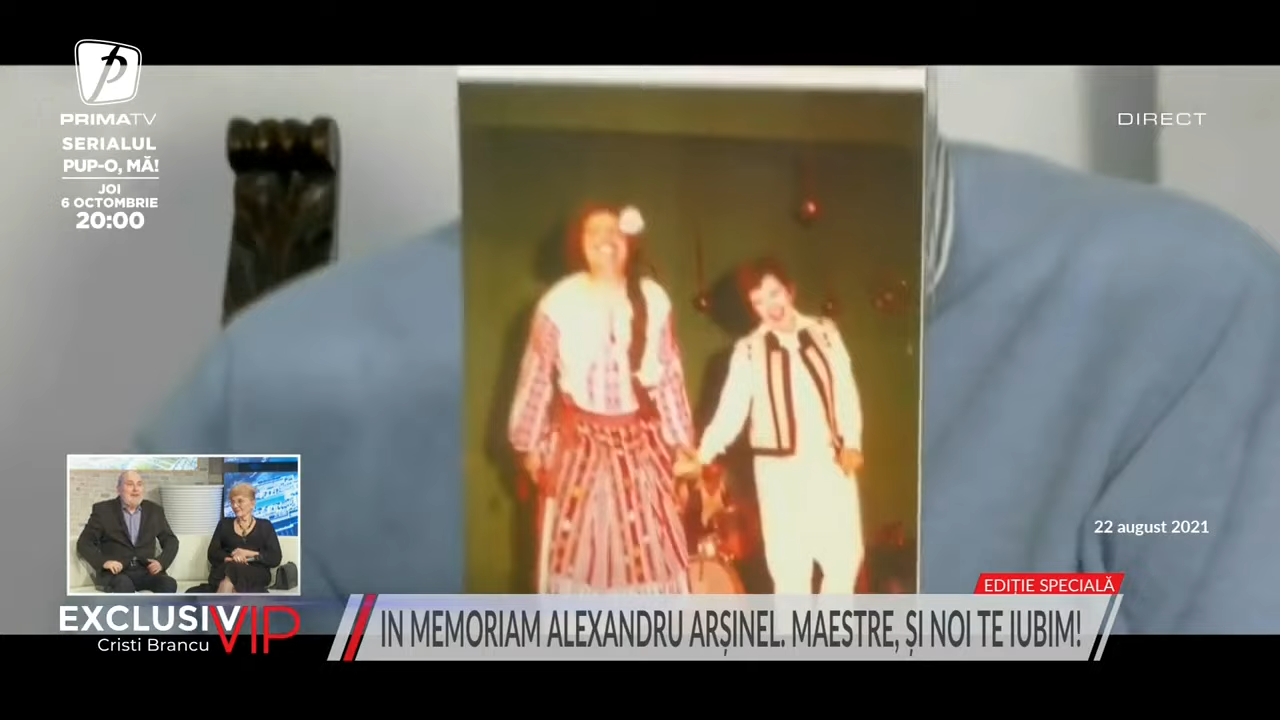 PRIMATV
SERIALUL
PUP-O, MĂ!
JOI
6 OCTOMBRIE
20:00
DIRECT
22 august 2021
EDIȚIE SPECIALĂ
EXCLUSIV VIP
Cristi Brancu
IN MEMORIAM ALEXANDRU ARȘINEL. MAESTRE, ȘI NOI TE IUBIM!